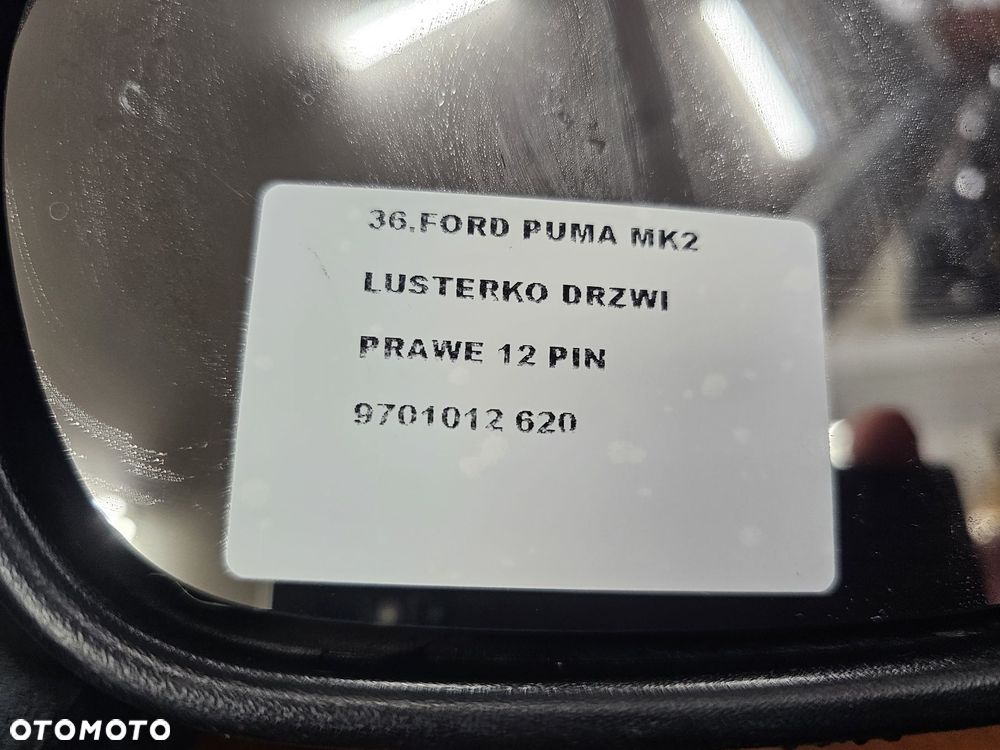 36.FORD PUMA MK2
LUSTERKO DRZWI
PRAWE 12 PIN
9701012 620
OTOMOTO